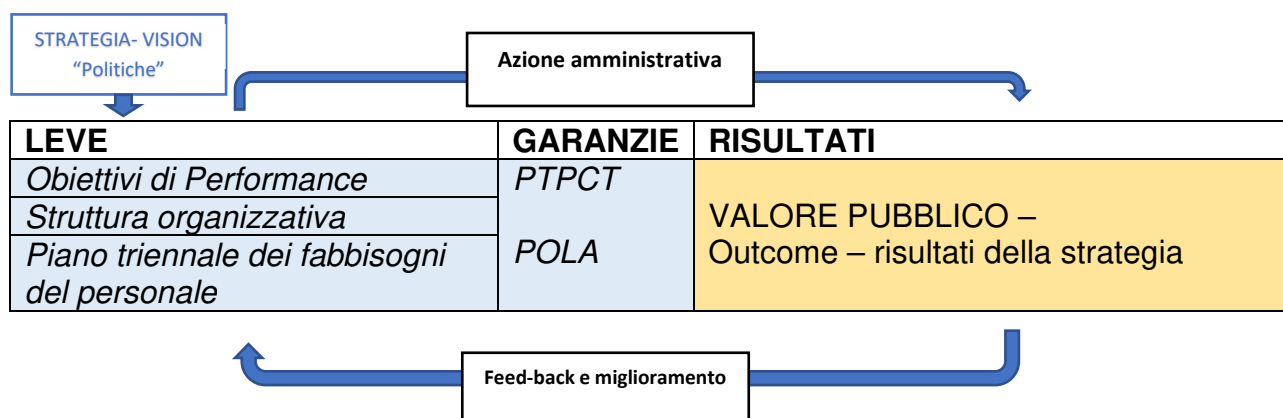 STRATEGIA- VISION
“Politiche”
Azione amministrativa
LEVE GARANZIE RISULTATI
Obiettivi di Performance PTPCT
Struttura organizzativa VALORE PUBBLICO –
Piano triennale dei fabbisogni POLA Outcome – risultati della strategia
del personale
Feed-back e miglioramento